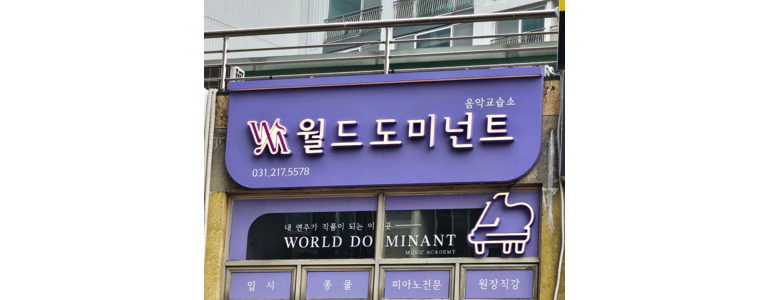 음악교습소
월드도미넌트
031.217.5578
내 연주가 작품이 되는 이 곳
WORLD DOMINANT
MUSIC ACADEMY
입시 콩쿨 피아노전문 원장직강